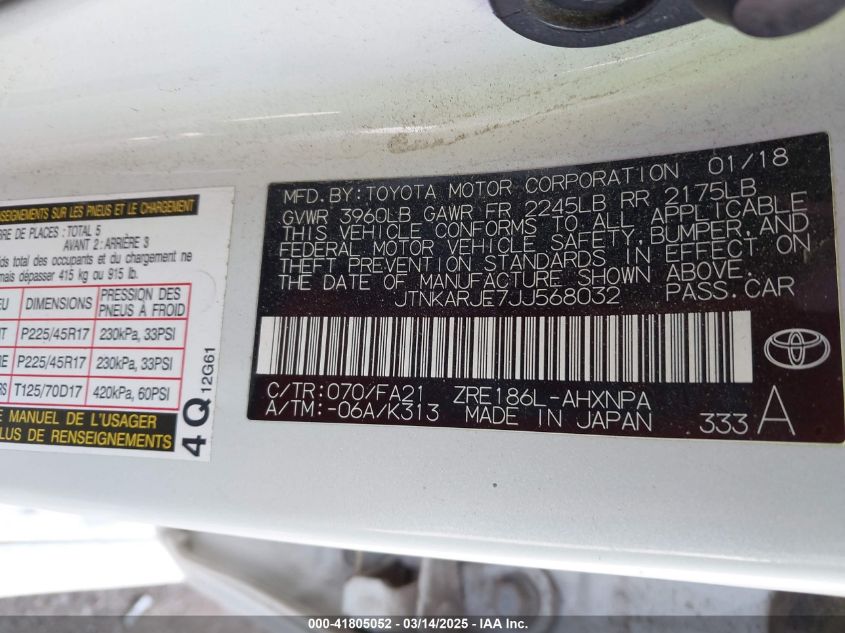 MFD. BY: TOYOTA MOTOR CORPORATION 01/18
GVWR 3960LB GAWR FR 2245LB RR 2175LB
THIS VEHICLE CONFORMS TO ALL APPLICABLE
FEDERAL MOTOR VEHICLE SAFETY, BUMPER, AND
THEFT PREVENTION STANDARDS IN EFFECT ON
THE DATE OF MANUFACTURE SHOWN ABOVE.
JTNKARJE7JJ568032 PASS. CAR
C/TR: 070/FA21 ZRE186L-AHXNPA
A/TM: -06A/K313 MADE IN JAPAN 333 A
SUR LES PNEUS ET LE CHARGEMENT
DE PLACES : TOTAL 5
AVANT 2 : ARRIÈRE 3
total des occupants et du chargement ne
dépasser 415 kg ou 915 lb.
DIMENSIONS PRESSION DES PNEUS À FROID
P225/45R17 230kPa, 33PSI
P225/45R17 230kPa, 33PSI
T125/70D17 420kPa, 60PSI
MANUEL DE L'USAGER
PLUS DE RENSEIGNEMENTS
4Q 12G61
000-41805052 - 03/14/2025 - IAA Inc.